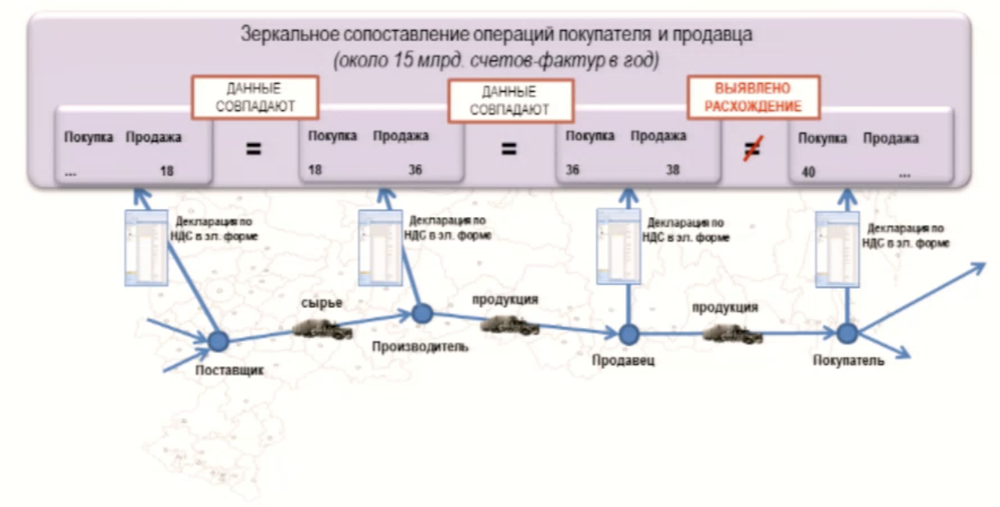 Зеркальное сопоставление операций покупателя и продавца
(около 15 млрд. счетов-фактур в год)
ДАННЫЕ
СОВПАДАЮТ
ДАННЫЕ
СОВПАДАЮТ
ВЫЯВЛЕНО
РАСХОЖДЕНИЕ
Покупка Продажа
... 18
=
Покупка Продажа
18 36
=
Покупка Продажа
36 38
≠
Покупка Продажа
40 ...
Декларация по
НДС в эл. форме
Декларация по
НДС в эл. форме
Декларация по
НДС в эл. форме
Декларация по
НДС в эл. форме
сырье
продукция
продукция
Поставщик
Производитель
Продавец
Покупатель